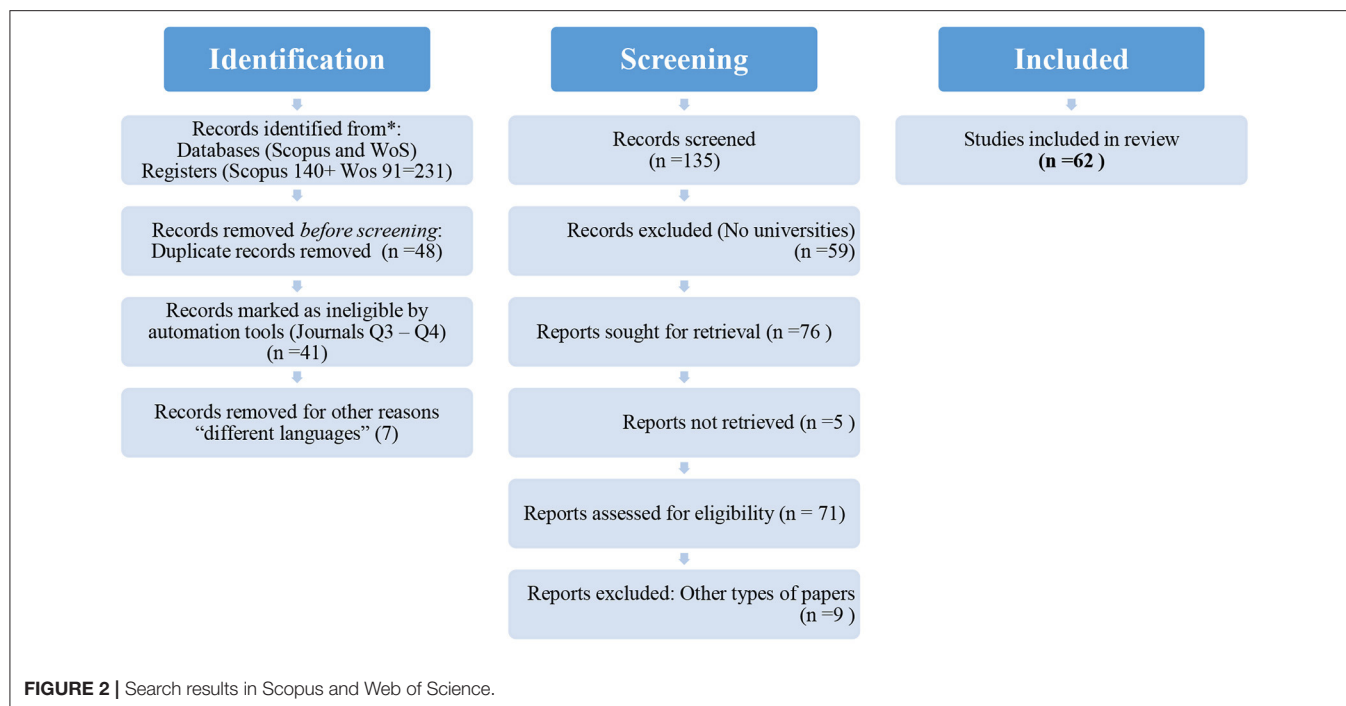 Identification
Records identified from*:
Databases (Scopus and WoS)
Registers (Scopus 140+ Wos 91=231)
Records removed before screening:
Duplicate records removed (n =48)
Records marked as ineligible by
automation tools (Journals Q3 – Q4)
(n =41)
Records removed for other reasons
“different languages” (7)
Screening
Records screened
(n =135)
Records excluded (No universities)
(n =59)
Reports sought for retrieval (n =76 )
Reports not retrieved (n =5 )
Reports assessed for eligibility (n = 71)
Reports excluded: Other types of papers
(n =9 )
Included
Studies included in review
(n =62 )
FIGURE 2 | Search results in Scopus and Web of Science.